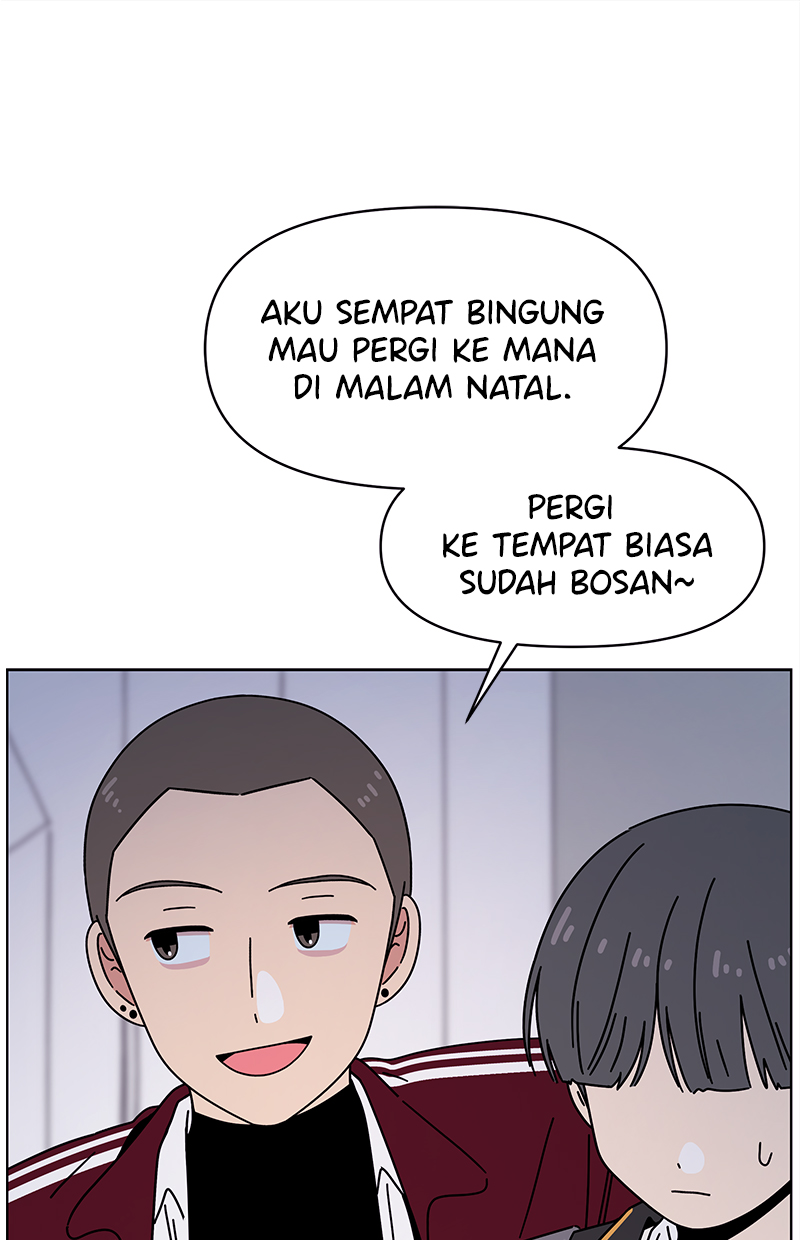 AKU SEMPAT BINGUNG
MAU PERGI KE MANA
DI MALAM NATAL.
PERGI
KE TEMPAT BIASA
SUDAH BOSAN~